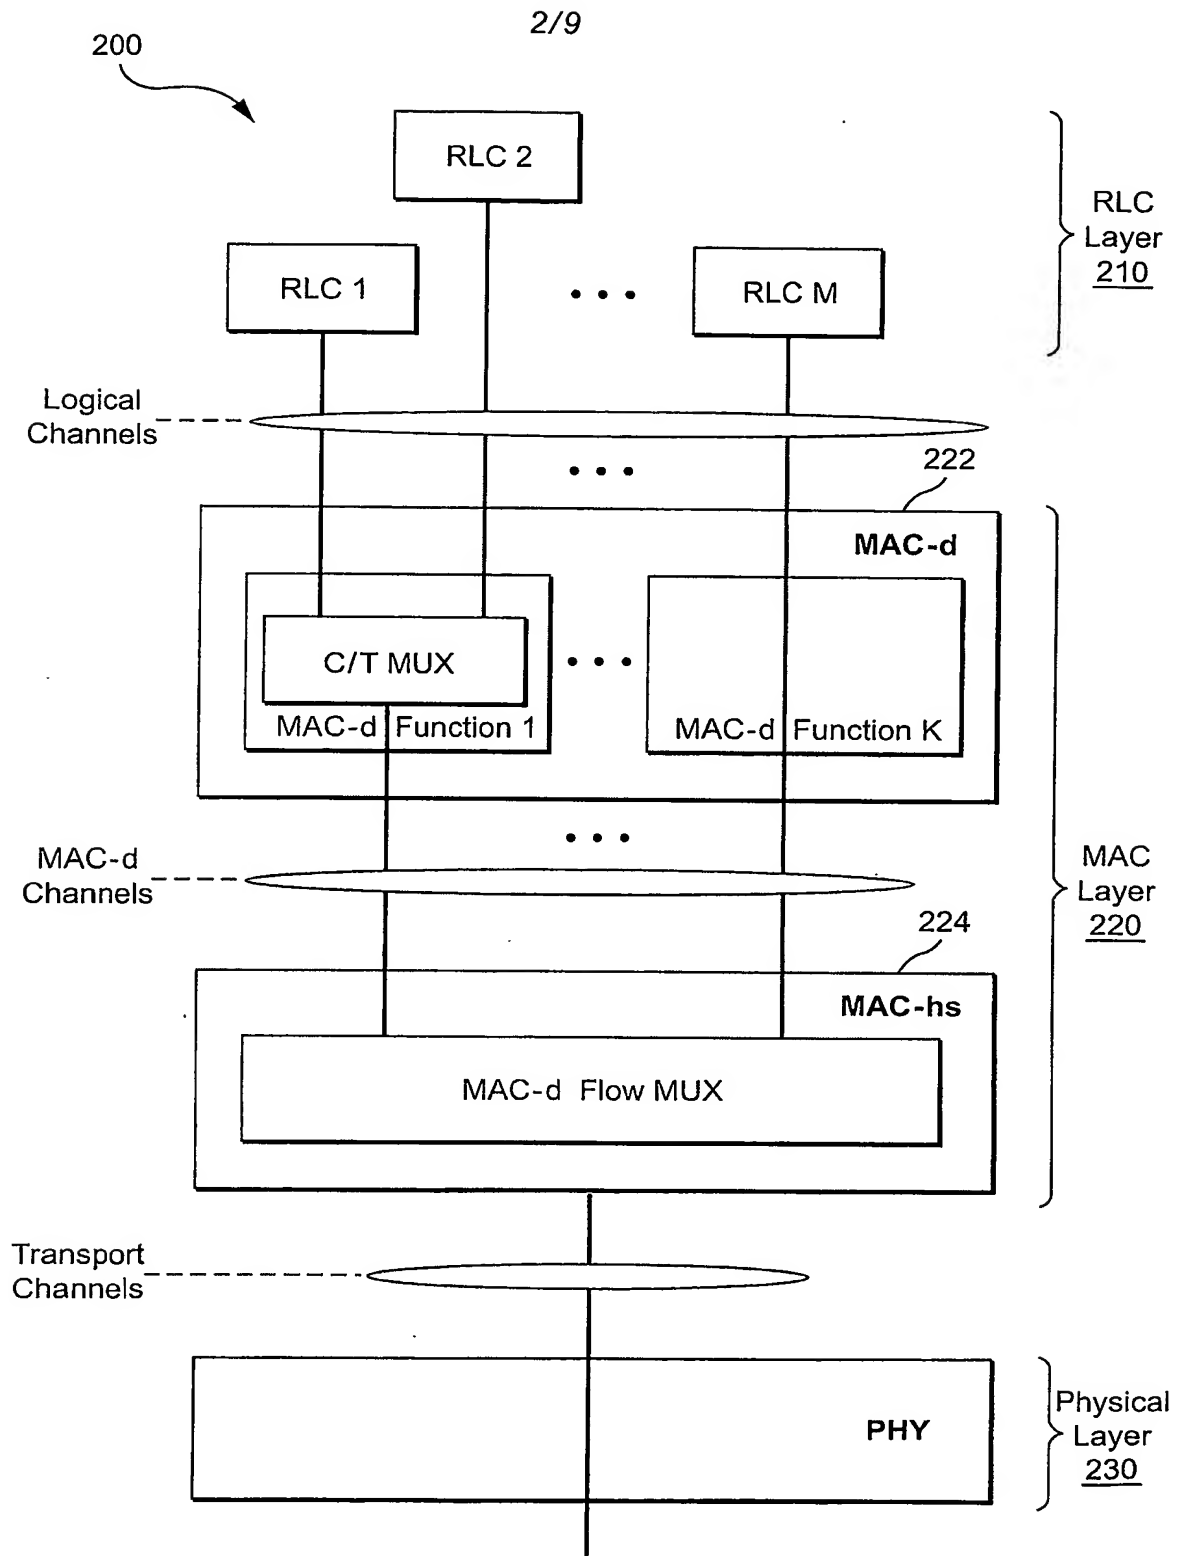 2/9
200
RLC 2
RLC
Layer
210
RLC 1
RLC M
Logical
Channels
222
MAC-d
C/T MUX
MAC-d Function 1
MAC-d Function K
MAC-d
Channels
MAC
Layer
220
224
MAC-hs
MAC-d Flow MUX
Transport
Channels
PHY
Physical
Layer
230